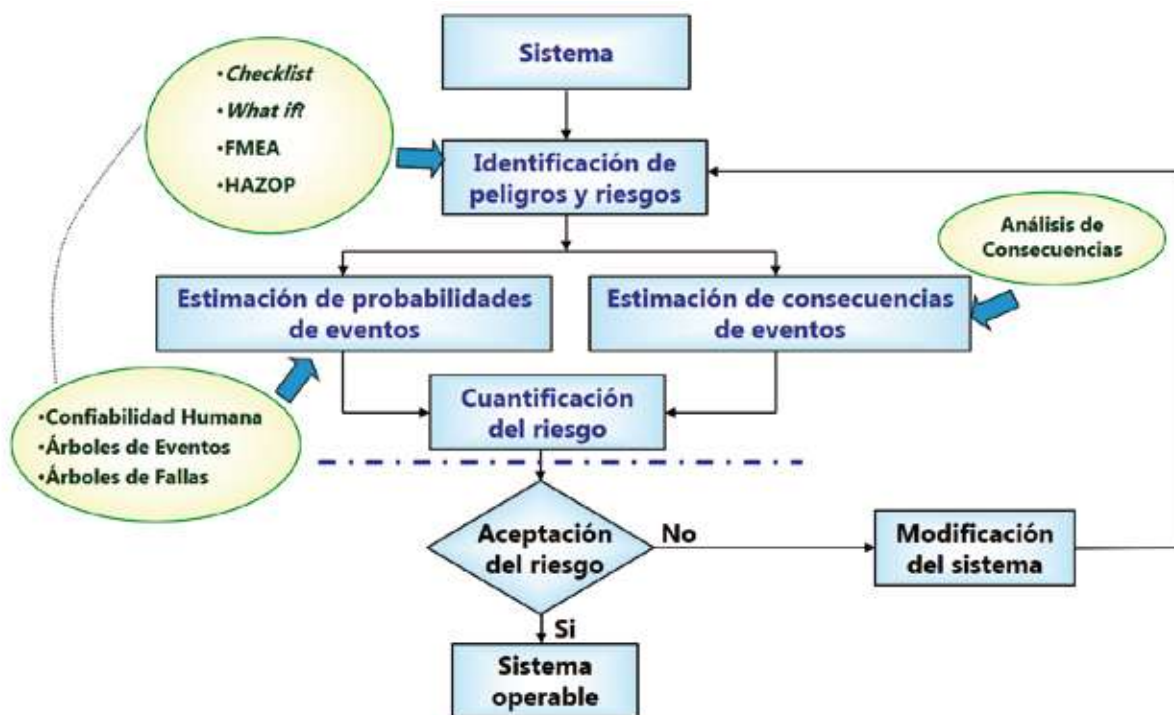 Sistema
•Checklist
•What if?
•FMEA
•HAZOP
Identificación de
peligros y riesgos
Análisis de
Consecuencias
Estimación de probabilidades
de eventos
Estimación de consecuencias
de eventos
Cuantificación
del riesgo
•Confiabilidad Humana
•Árboles de Eventos
•Árboles de Fallas
Aceptación
del riesgo
No
Modificación
del sistema
Si
Sistema
operable